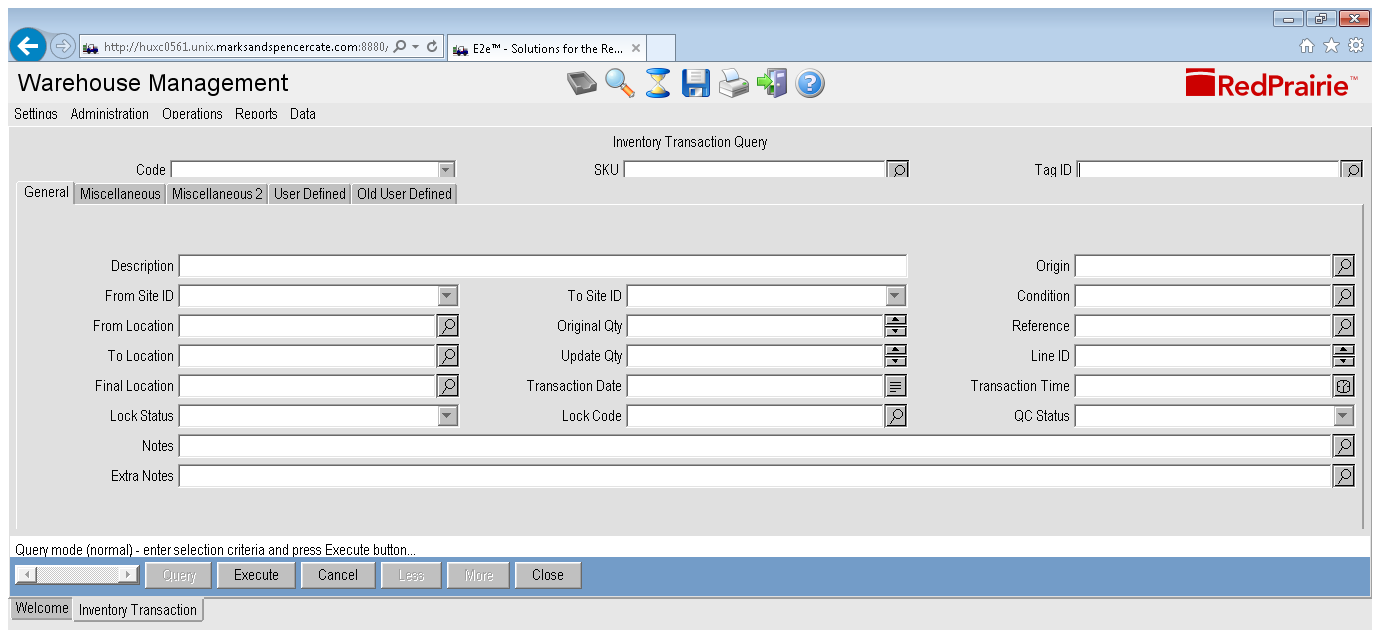 http://huxc0561.unix.marksandspencercate.com:8880/
E2e™ - Solutions for the Re...
Warehouse Management
RedPrairie™
Settings Administration Operations Reports Data
Inventory Transaction Query
Code SKU Tag ID
General Miscellaneous Miscellaneous 2 User Defined Old User Defined
Description Origin
From Site ID To Site ID Condition
From Location Original Qty Reference
To Location Update Qty Line ID
Final Location Transaction Date Transaction Time
Lock Status Lock Code QC Status
Notes
Extra Notes
Query mode (normal) - enter selection criteria and press Execute button...
Query Execute Cancel Less More Close
Welcome Inventory Transaction